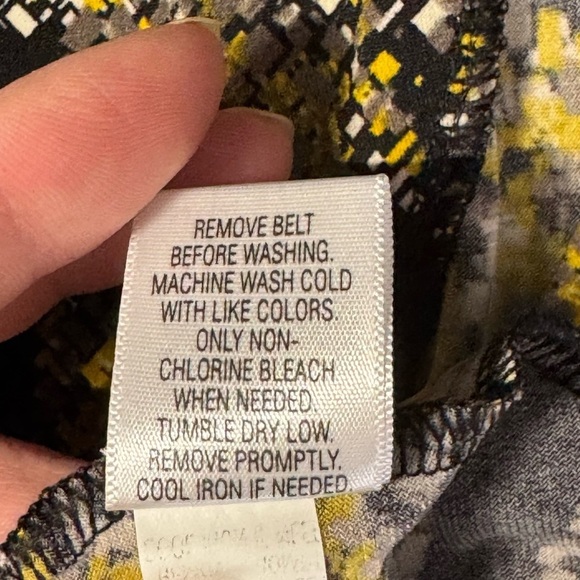 REMOVE BELT
BEFORE WASHING.
MACHINE WASH COLD
WITH LIKE COLORS.
ONLY NON-
CHLORINE BLEACH
WHEN NEEDED
TUMBLE DRY LOW.
REMOVE PROMPTLY.
COOL IRON IF NEEDED